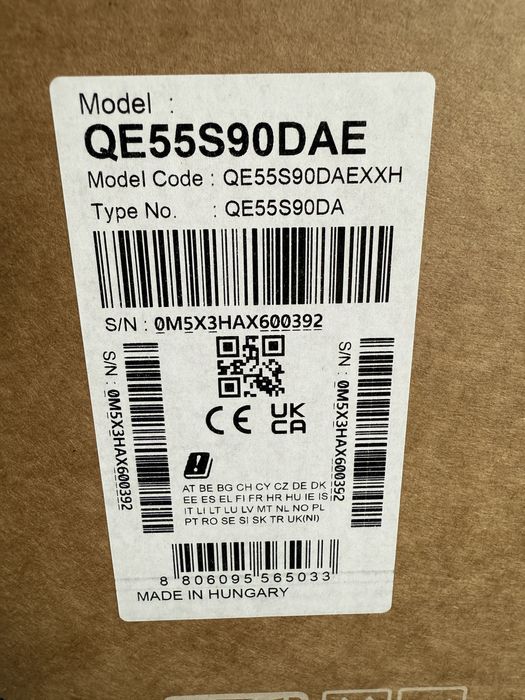 Model :
QE55S90DAE
Model Code : QE55S90DAEXXH
Type No. : QE55S90DA
S/N : 0M5X3HAX600392
S/N : 0M5X3HAX600392
S/N : 0M5X3HAX600392
CE
UK
CA
AT BE BG CH CY CZ DE DK
EE ES EL FI FR HR HU IE IS
IT LI LT LU LV MT NL NO PL
PT RO SE SI SK TR UK(NI)
8 806095 565033
MADE IN HUNGARY